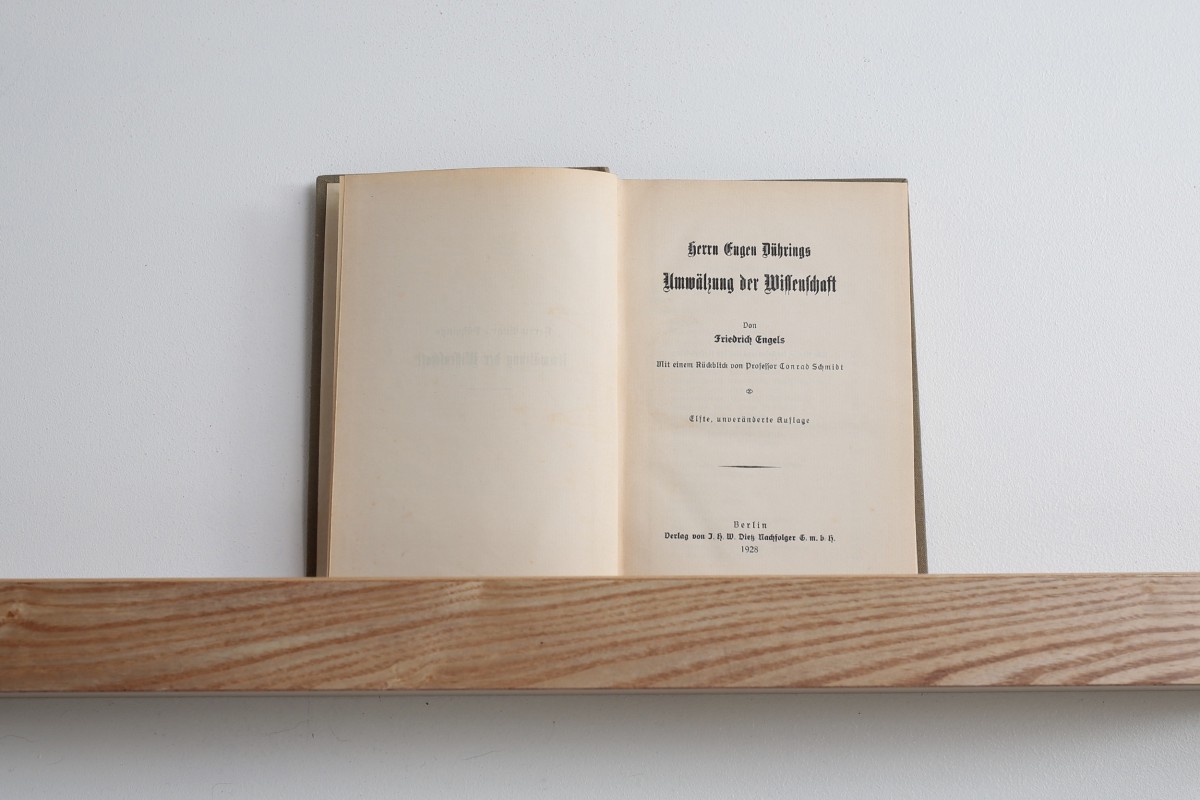 Herrn Eugen Dührings
Umwälzung der Wissenschaft
Von
Friedrich Engels
Mit einem Rückblick von Professor Conrad Schmidt
Elfte, unveränderte Auflage
Berlin
Verlag von J. H. W. Dietz Nachfolger G. m. b. H.
1928